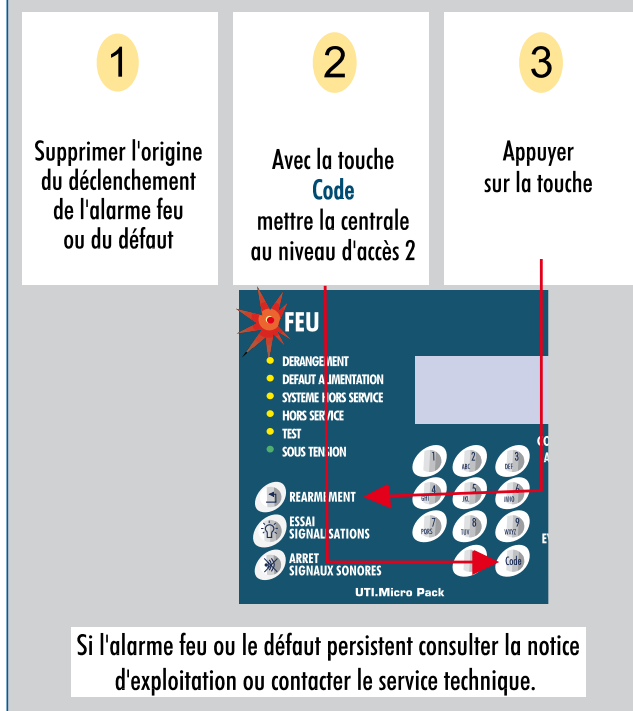 1
Supprimer l'origine
du déclenchement
de l'alarme feu
ou du défaut
2
Avec la touche
Code
mettre la centrale
au niveau d'accès 2
3
Appuyer
sur la touche
FEU
DERANGEMENT
DEFAUT ALIMENTATION
SYSTEME HORS SERVICE
HORS SERVICE
TEST
SOUS TENSION
REARMEMENT
ESSAI
SIGNALISATIONS
ARRET
SIGNAUX SONORES
1
2
ABC
3
DEF
4
GHI
5
6
MNO
7
PQRS
8
TUV
9
WXYZ
Code
CO
A
E
UTI.Micro Pack
Si l'alarme feu ou le défaut persistent consulter la notice
d'exploitation ou contacter le service technique.